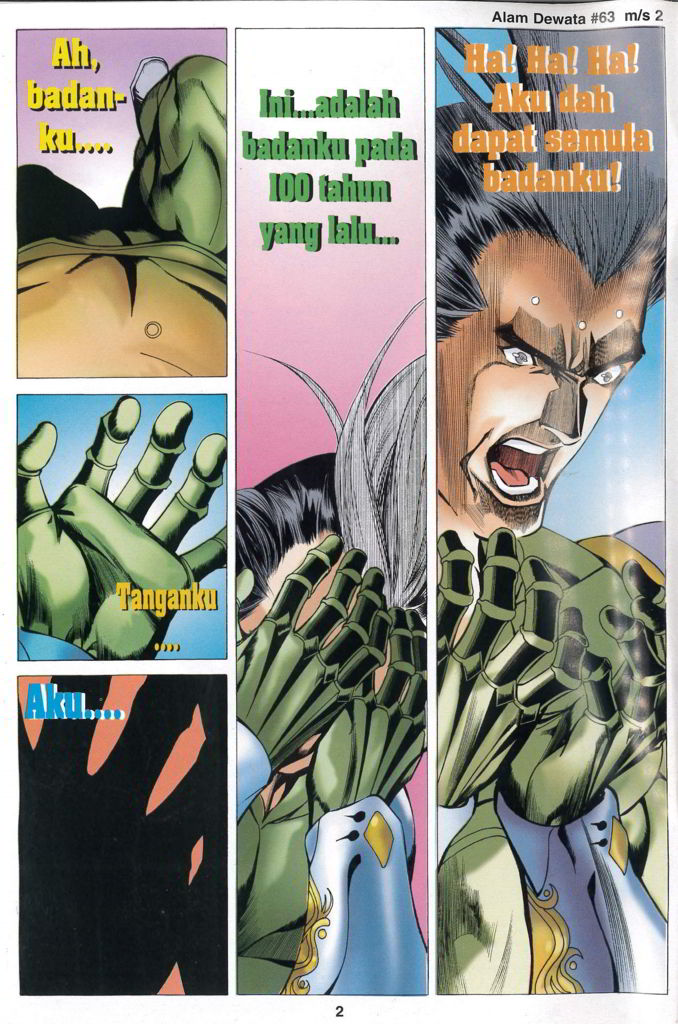 Alam Dewata #63 m/s 2
Ah,
badan-
ku....
Tanganku
....
Aku....
Ini...adalah
badanku pada
100 tahun
yang lalu...
Ha! Ha! Ha!
Aku dah
dapat semula
badanku!
2